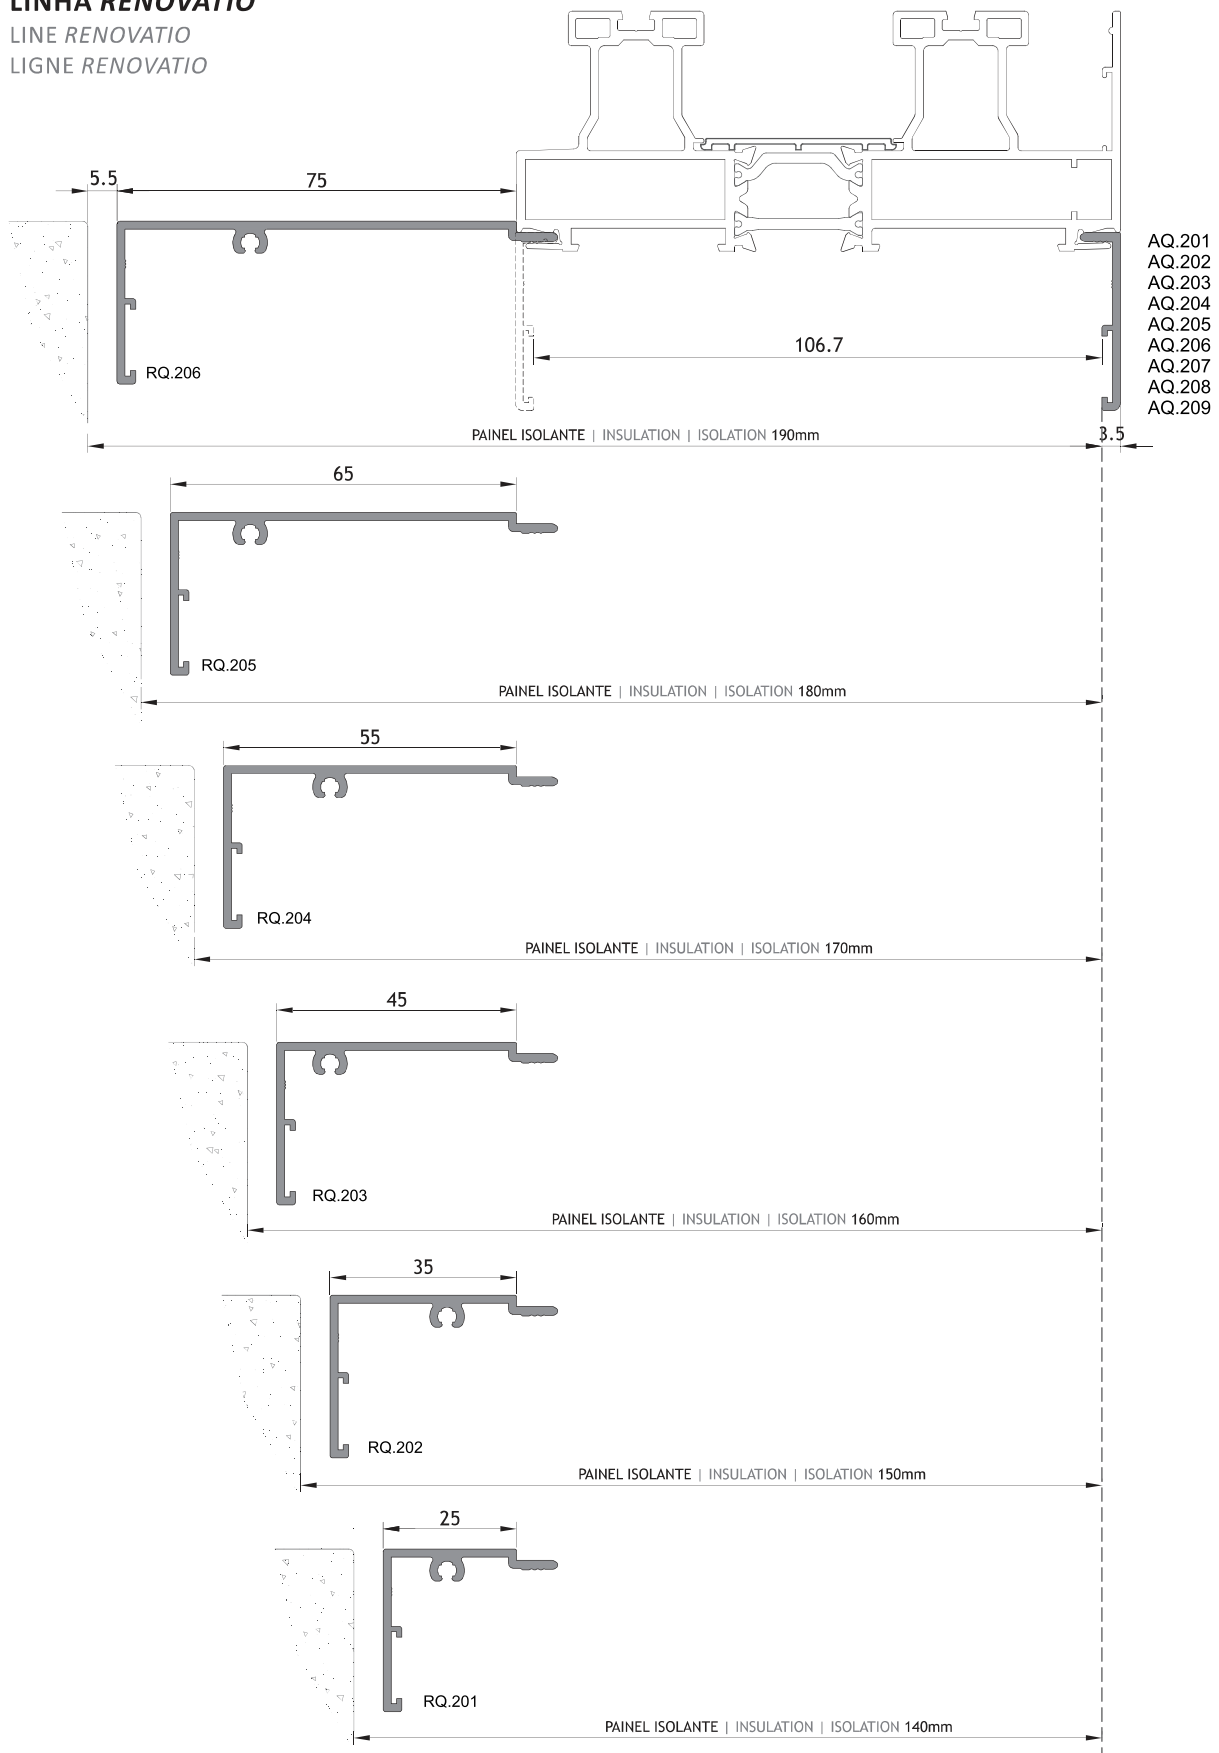 LINHA RENOVATIO
LINE RENOVATIO
LIGNE RENOVATIO
5.5
75
AQ.201
AQ.202
AQ.203
AQ.204
AQ.205
AQ.206
AQ.207
AQ.208
AQ.209
106.7
RQ.206
PAINEL ISOLANTE | INSULATION | ISOLATION 190mm
3.5
65
RQ.205
PAINEL ISOLANTE | INSULATION | ISOLATION 180mm
55
RQ.204
PAINEL ISOLANTE | INSULATION | ISOLATION 170mm
45
RQ.203
PAINEL ISOLANTE | INSULATION | ISOLATION 160mm
35
RQ.202
PAINEL ISOLANTE | INSULATION | ISOLATION 150mm
25
RQ.201
PAINEL ISOLANTE | INSULATION | ISOLATION 140mm